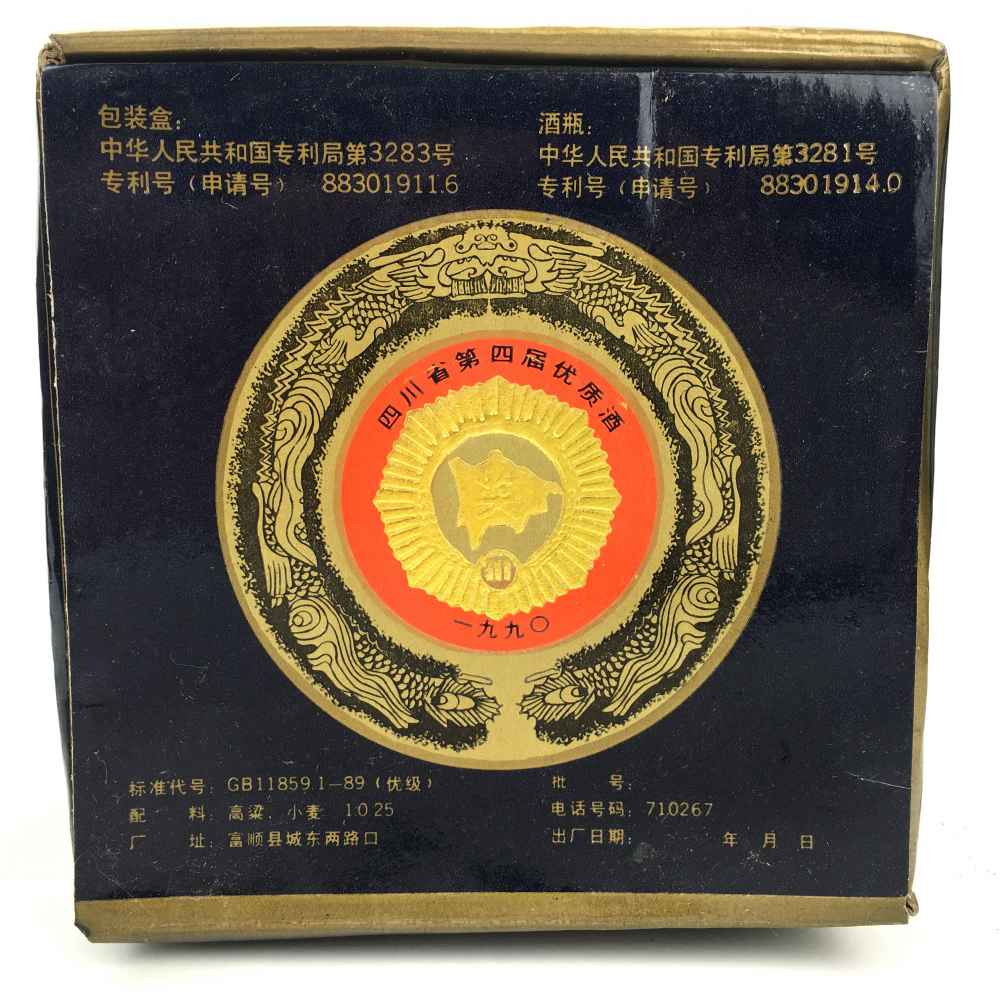 包装盒:
中华人民共和国专利局第3283号
专利号（申请号） 88301911.6
酒瓶:
中华人民共和国专利局第3281号
专利号（申请号） 88301914.0
四川省第四届优质酒
奖
川
一九九〇
标准代号: GB11859.1-89（优级）
配 料: 高粱、小麦 1:0.25
厂 址: 富顺县城东两路口
批 号:
电话号码: 710267
出厂日期: 年 月 日